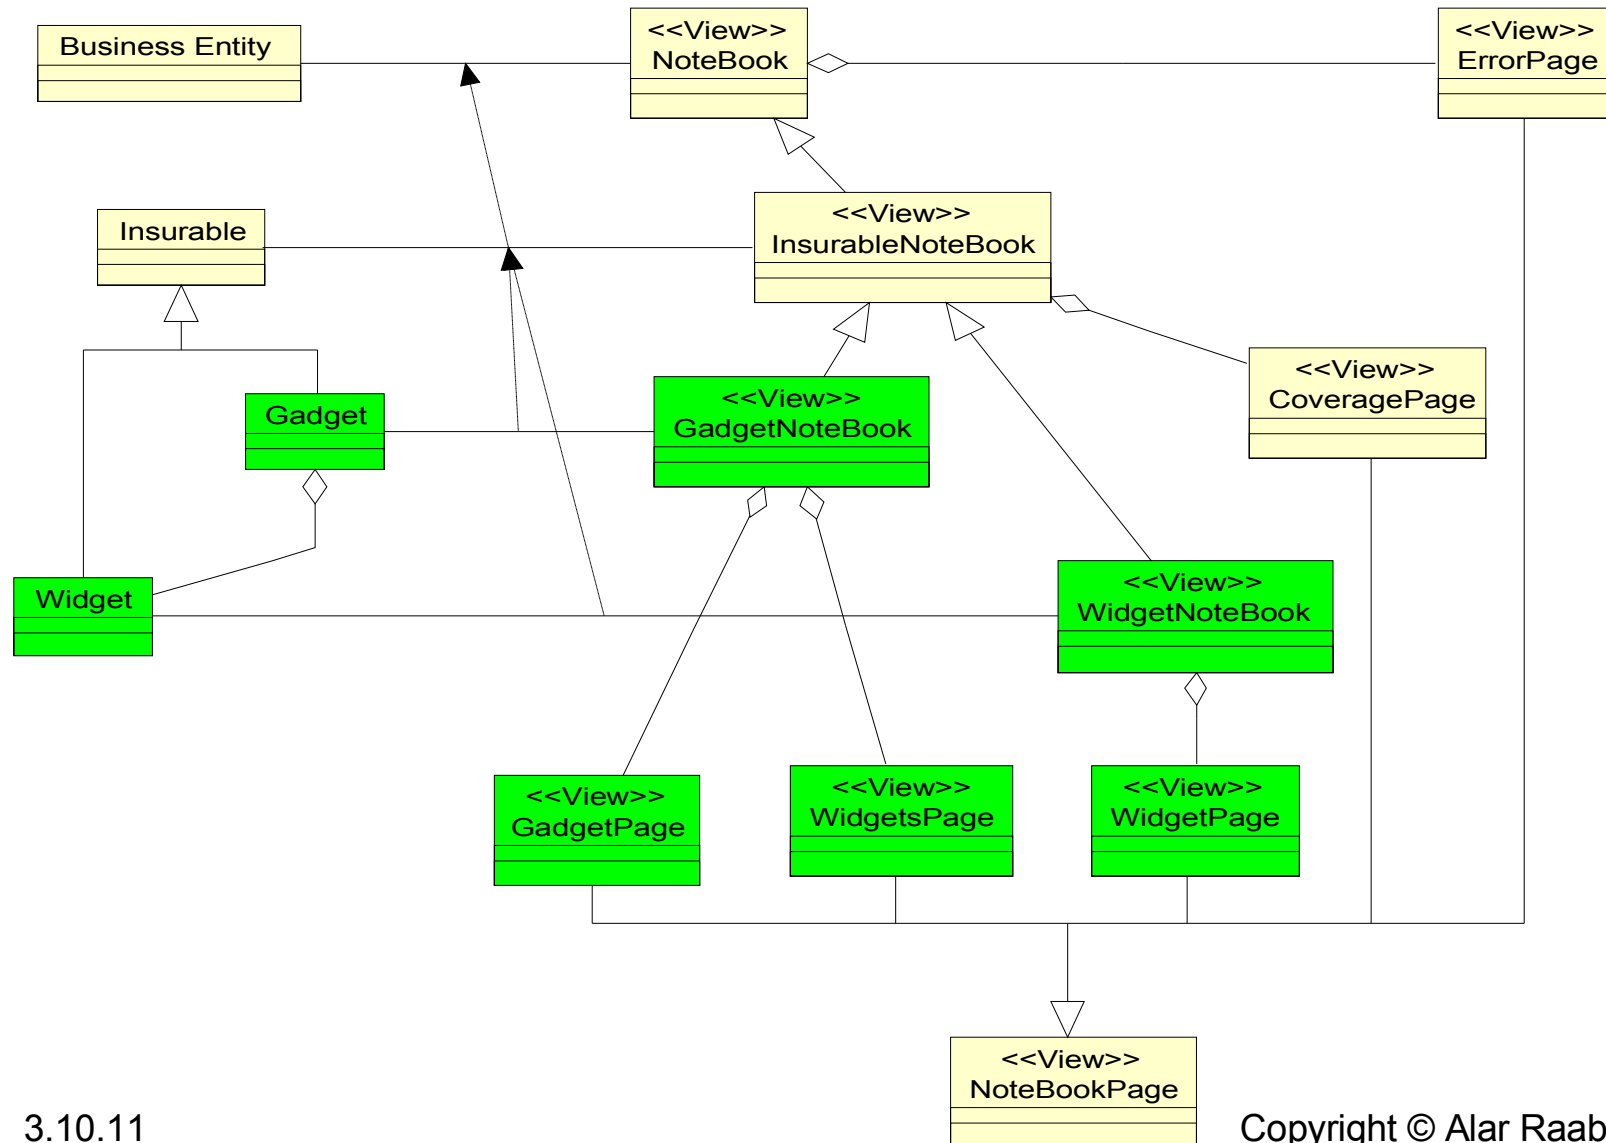 Business Entity
<<View>>
NoteBook
<<View>>
ErrorPage
Insurable
<<View>>
InsurableNoteBook
<<View>>
CoveragePage
Gadget
<<View>>
GadgetNoteBook
Widget
<<View>>
WidgetNoteBook
<<View>>
GadgetPage
<<View>>
WidgetsPage
<<View>>
WidgetPage
<<View>>
NoteBookPage
3.10.11
Copyright © Alar Raab